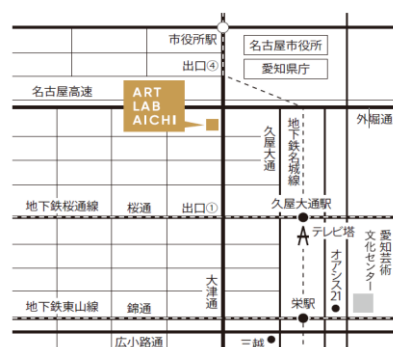 市役所駅
名古屋市役所
出口④
愛知県庁
名古屋高速
ART
LAB
AICHI
外堀通
久屋大通
地下鉄名城線
地下鉄桜通線
桜通
出口①
久屋大通駅
テレビ塔
オアシス21
愛知芸術
文化センター
大津通
地下鉄東山線
錦通
栄駅
広小路通
三越